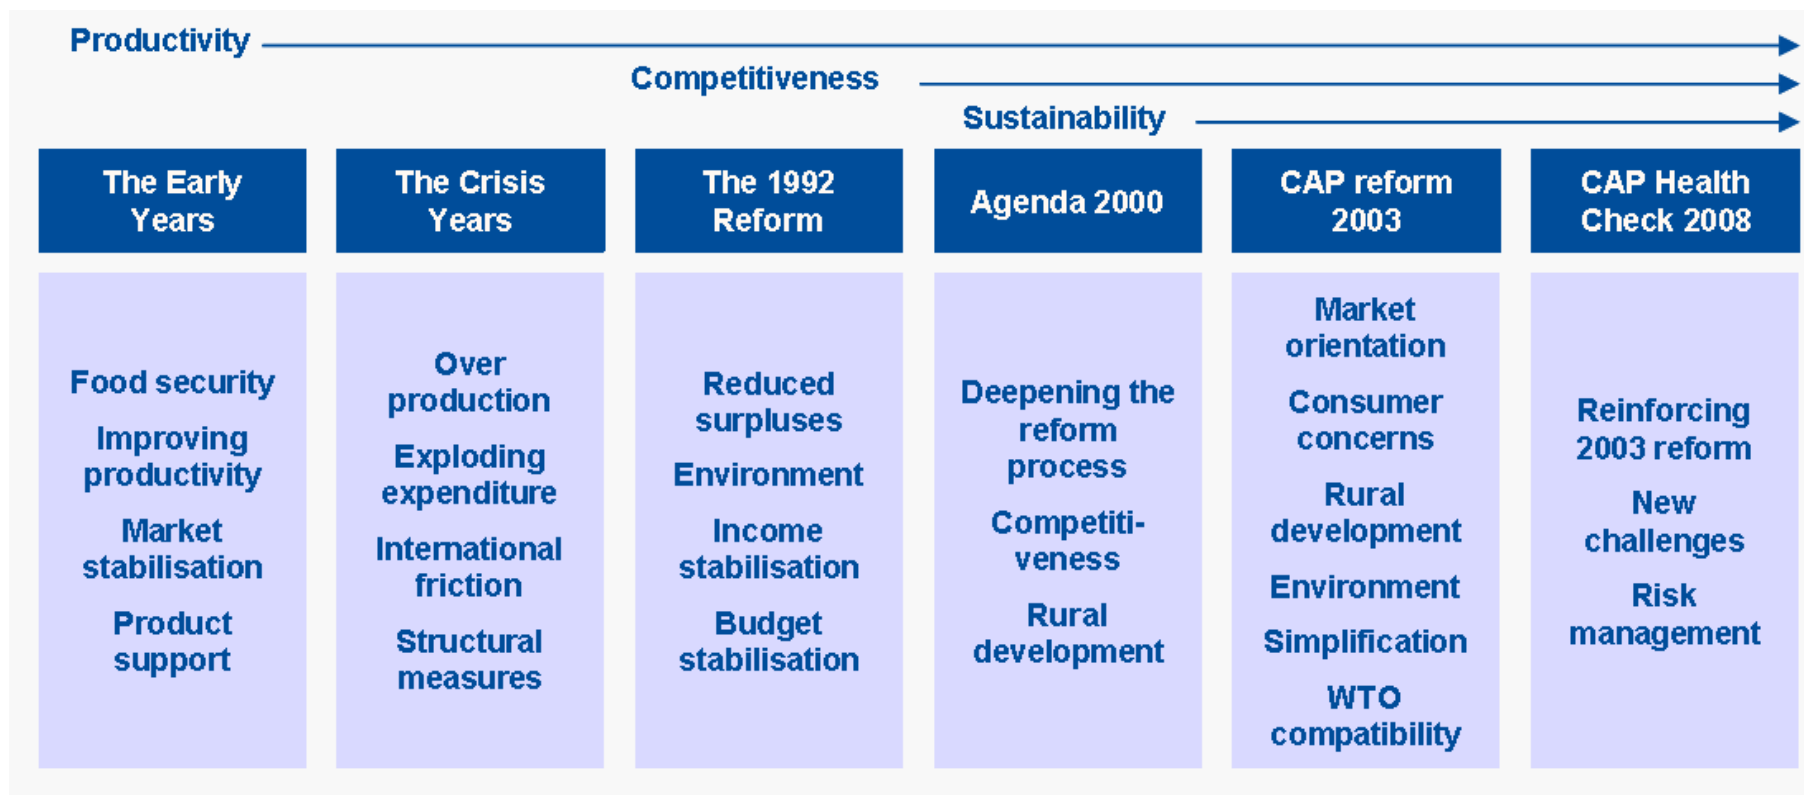 Productivity
Competitiveness
Sustainability
The Early
Years
The Crisis
Years
The 1992
Reform
Agenda 2000
CAP reform
2003
CAP Health
Check 2008
Food security
Improving
productivity
Market
stabilisation
Product
support
Over
production
Exploding
expenditure
International
friction
Structural
measures
Reduced
surpluses
Environment
Income
stabilisation
Budget
stabilisation
Deepening the
reform
process
Competiti-
veness
Rural
development
Market
orientation
Consumer
concerns
Rural
development
Environment
Simplification
WTO
compatibility
Reinforcing
2003 reform
New
challenges
Risk
management